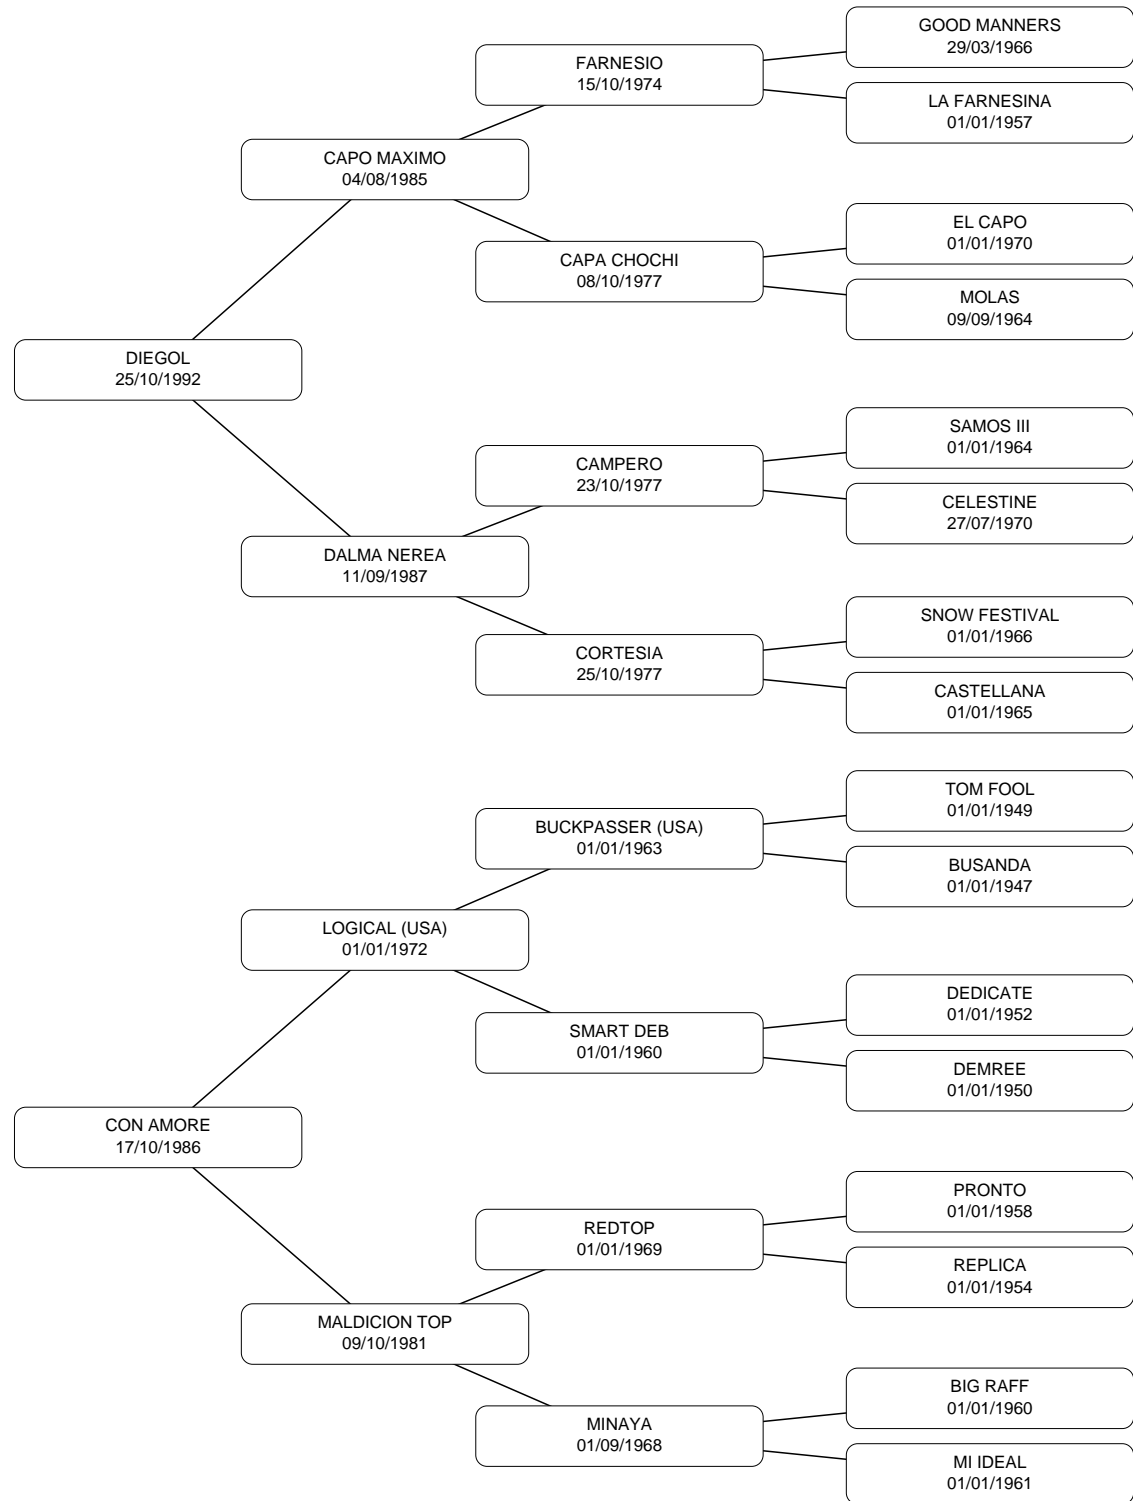 GOOD MANNERS
29/03/1966
FARNESIO
15/10/1974
LA FARNESINA
01/01/1957
CAPO MAXIMO
04/08/1985
EL CAPO
01/01/1970
CAPA CHOCHI
08/10/1977
MOLAS
09/09/1964
DIEGOL
25/10/1992
SAMOS III
01/01/1964
CAMPERO
23/10/1977
CELESTINE
27/07/1970
DALMA NEREA
11/09/1987
SNOW FESTIVAL
01/01/1966
CORTESIA
25/10/1977
CASTELLANA
01/01/1965
TOM FOOL
01/01/1949
BUCKPASSER (USA)
01/01/1963
BUSANDA
01/01/1947
LOGICAL (USA)
01/01/1972
DEDICATE
01/01/1952
SMART DEB
01/01/1960
DEMREE
01/01/1950
CON AMORE
17/10/1986
PRONTO
01/01/1958
REDTOP
01/01/1969
REPLICA
01/01/1954
MALDICION TOP
09/10/1981
BIG RAFF
01/01/1960
MINAYA
01/09/1968
MI IDEAL
01/01/1961